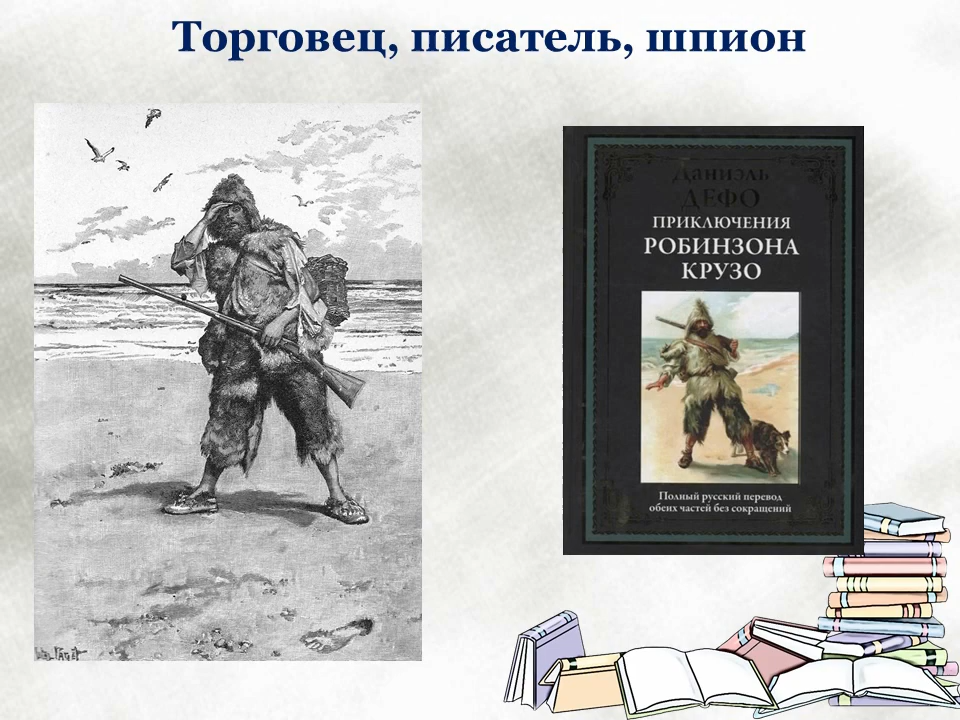 Торговец, писатель, шпион
Даниэль
ДЕФО
ПРИКЛЮЧЕНИЯ
РОБИНЗОНА
КРУЗО
Полный русский перевод
обеих частей без сокращений